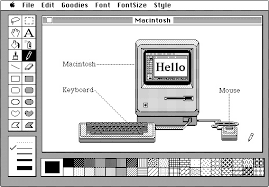 File Edit Goodies Font FontSize Style
Macintosh
Macintosh
Hello
Keyboard
Mouse